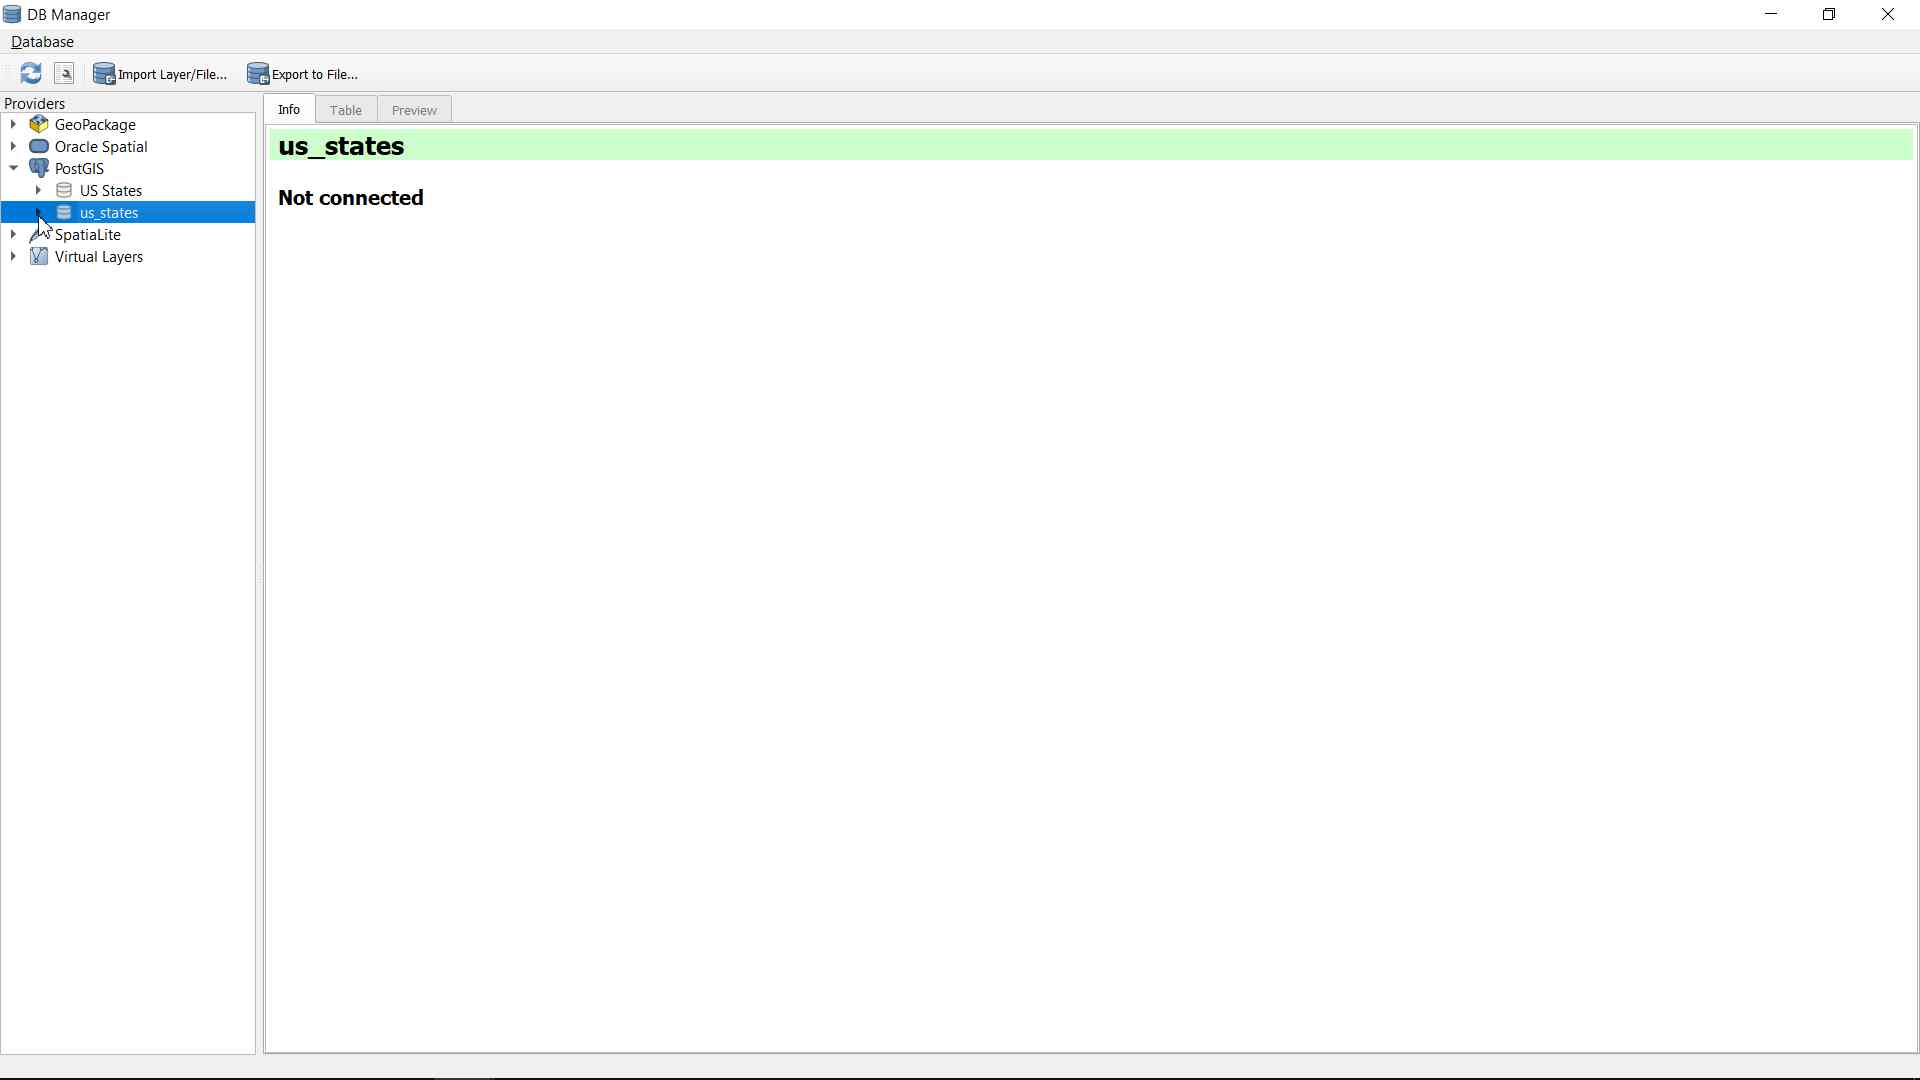 DB Manager
Database
Import Layer/File...
Export to File...
Providers
GeoPackage
Oracle Spatial
PostGIS
US States
us_states
SpatiaLite
Virtual Layers
Info
Table
Preview
us_states
Not connected